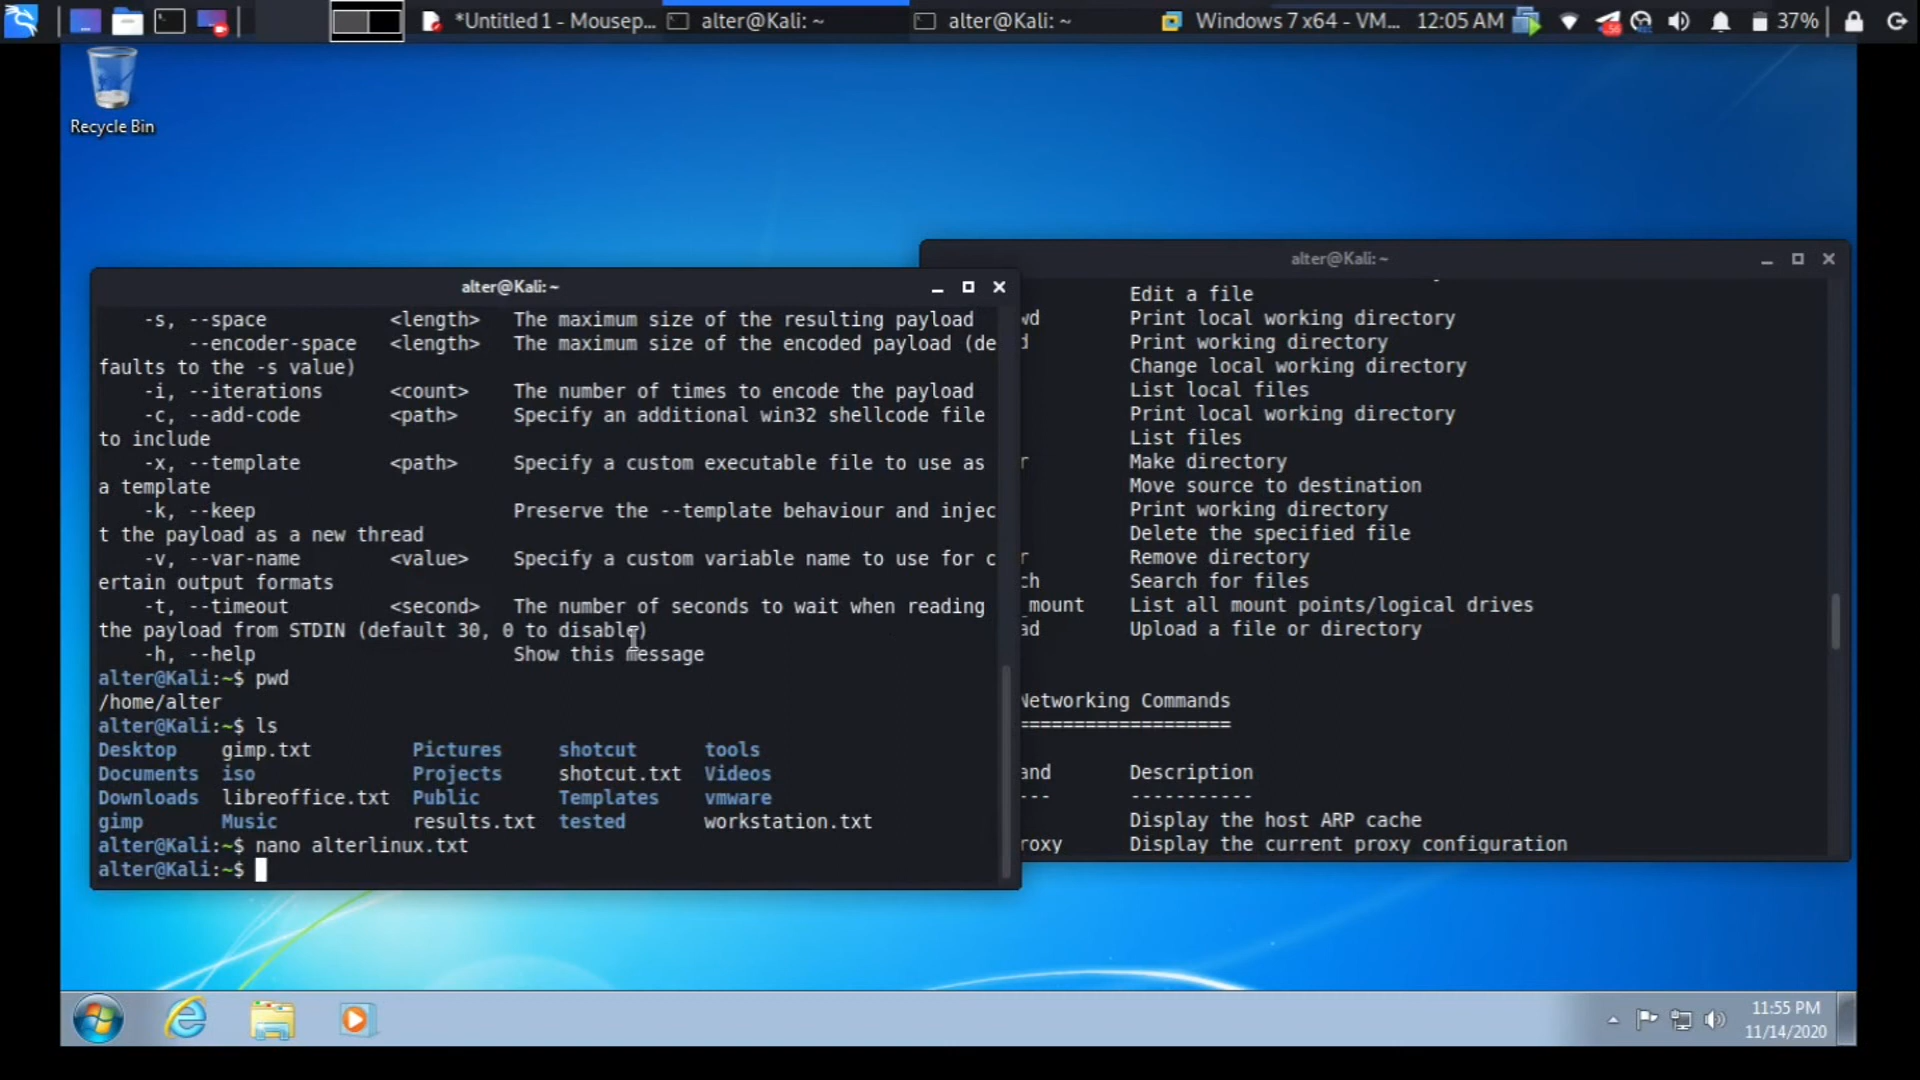 *Untitled 1 - Mousep...
alter@Kali: ~
alter@Kali: ~
Windows 7 x64 - VM...
12:05 AM
56
37%
Recycle Bin
alter@Kali: ~
-s, --space <length> The maximum size of the resulting payload
--encoder-space <length> The maximum size of the encoded payload (de
faults to the -s value)
-i, --iterations <count> The number of times to encode the payload
-c, --add-code <path> Specify an additional win32 shellcode file
to include
-x, --template <path> Specify a custom executable file to use as
a template
-k, --keep Preserve the --template behaviour and injec
t the payload as a new thread
-v, --var-name <value> Specify a custom variable name to use for c
ertain output formats
-t, --timeout <second> The number of seconds to wait when reading
the payload from STDIN (default 30, 0 to disable)
-h, --help Show this message
alter@Kali:~$ pwd
/home/alter
alter@Kali:~$ ls
Desktop gimp.txt Pictures shotcut tools
Documents iso Projects shotcut.txt Videos
Downloads libreoffice.txt Public Templates vmware
gimp Music results.txt tested workstation.txt
alter@Kali:~$ nano alterlinux.txt
alter@Kali:~$
alter@Kali: ~
Edit a file
wd Print local working directory
d Print working directory
Change local working directory
List local files
Print local working directory
List files
r Make directory
Move source to destination
Print working directory
Delete the specified file
r Remove directory
ch Search for files
_mount List all mount points/logical drives
ad Upload a file or directory
Networking Commands
===================
and Description
--- -----------
Display the host ARP cache
roxy Display the current proxy configuration
11:55 PM
11/14/2020